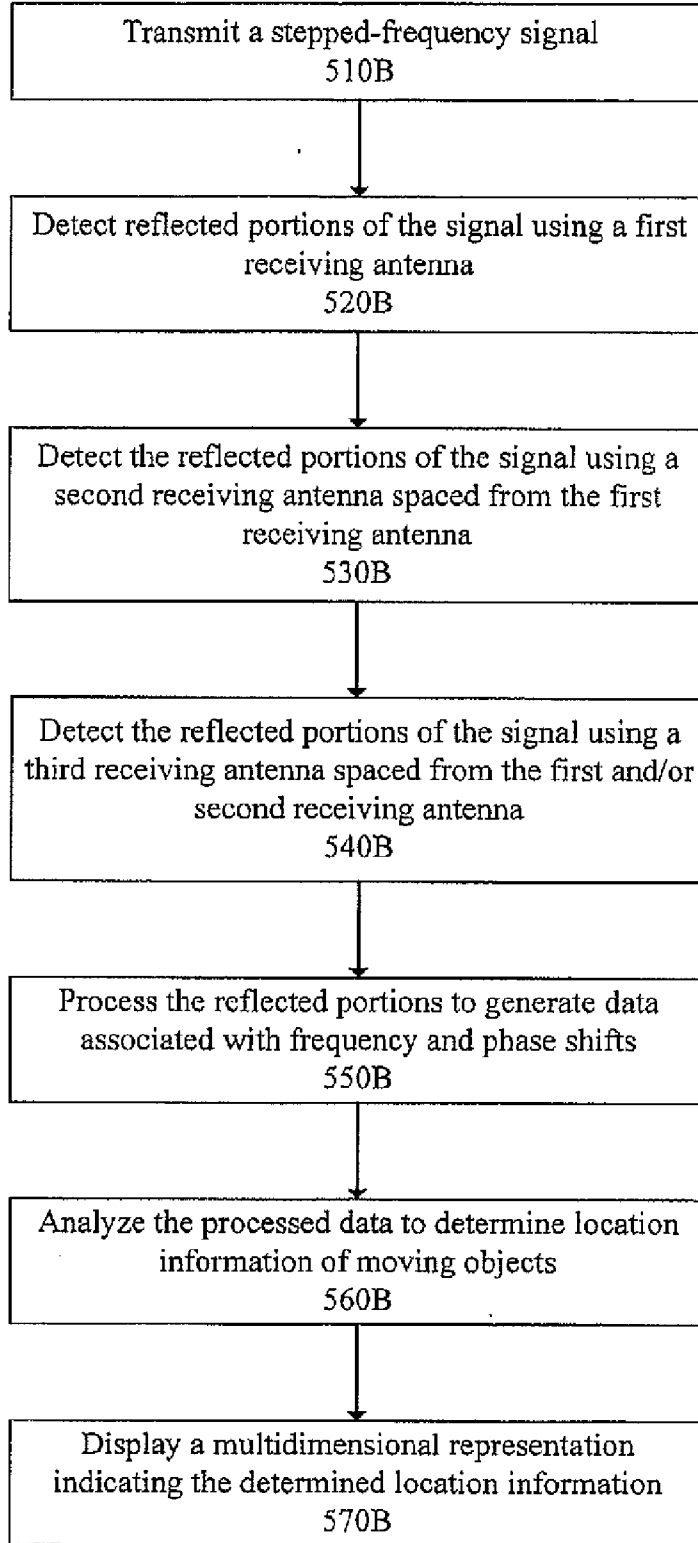 Transmit a stepped-frequency signal
510B
Detect reflected portions of the signal using a first
receiving antenna
520B
Detect the reflected portions of the signal using a
second receiving antenna spaced from the first
receiving antenna
530B
Detect the reflected portions of the signal using a
third receiving antenna spaced from the first and/or
second receiving antenna
540B
Process the reflected portions to generate data
associated with frequency and phase shifts
550B
Analyze the processed data to determine location
information of moving objects
560B
Display a multidimensional representation
indicating the determined location information
570B